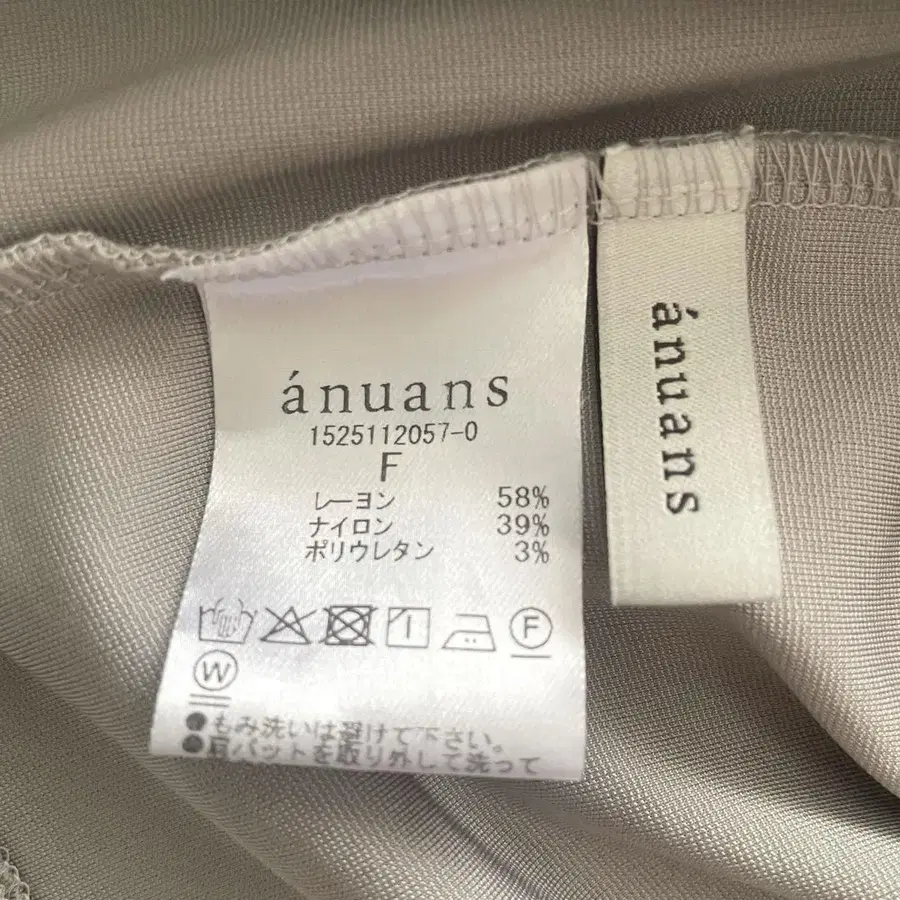 ánuans
1525112057-0
F
レーヨン 58%
ナイロン 39%
ポリウレタン 3%
F
W
●もみ洗いは避けて下さい。
●肩パットを取り外して洗って
ánuans